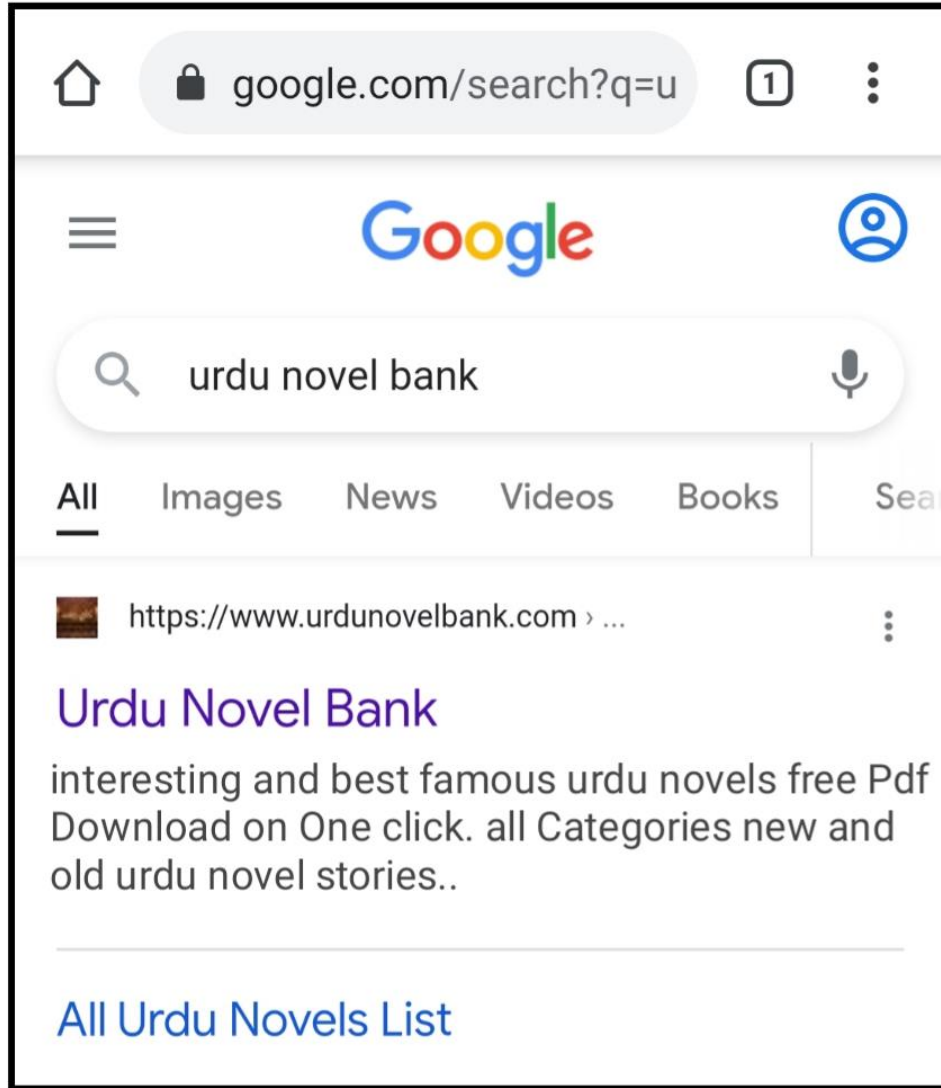 google.com/search?q=u
1
Google
urdu novel bank
All Images News Videos Books Sea
https://www.urdunovelbank.com › ...
Urdu Novel Bank
interesting and best famous urdu novels free Pdf
Download on One click. all Categories new and
old urdu novel stories..
All Urdu Novels List